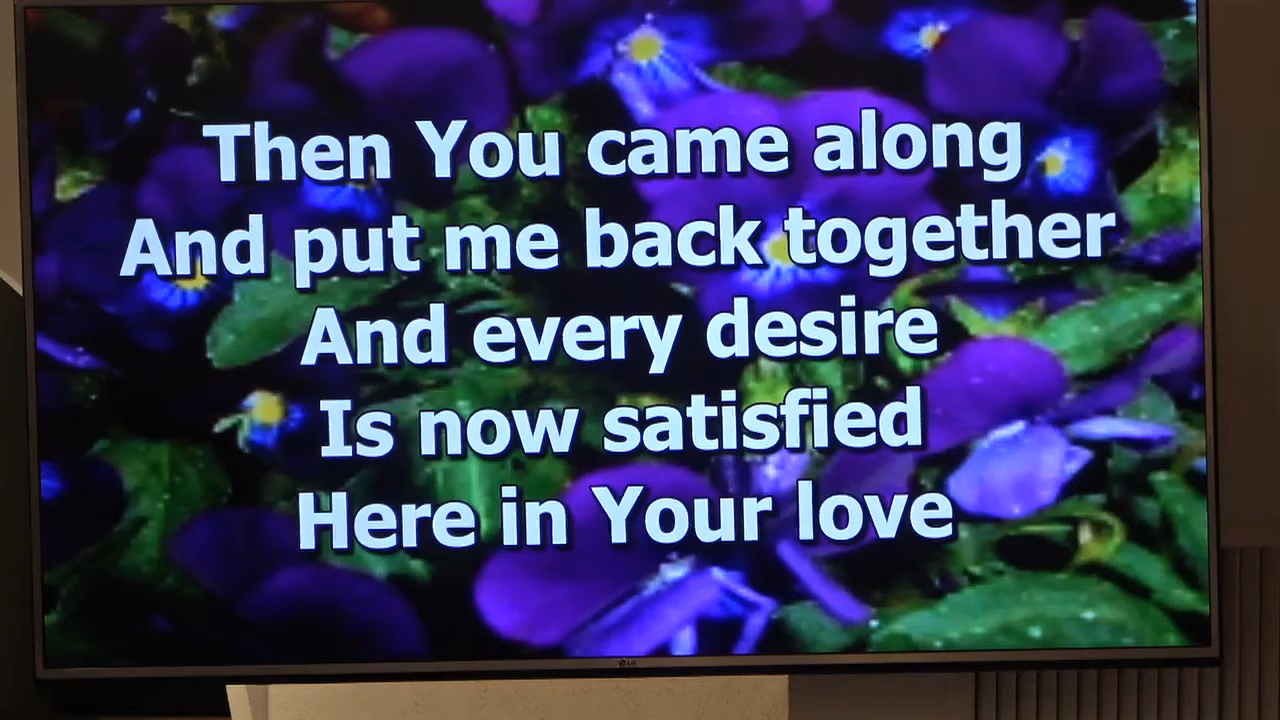 Then You came along
And put me back together
And every desire
Is now satisfied
Here in Your love
LG